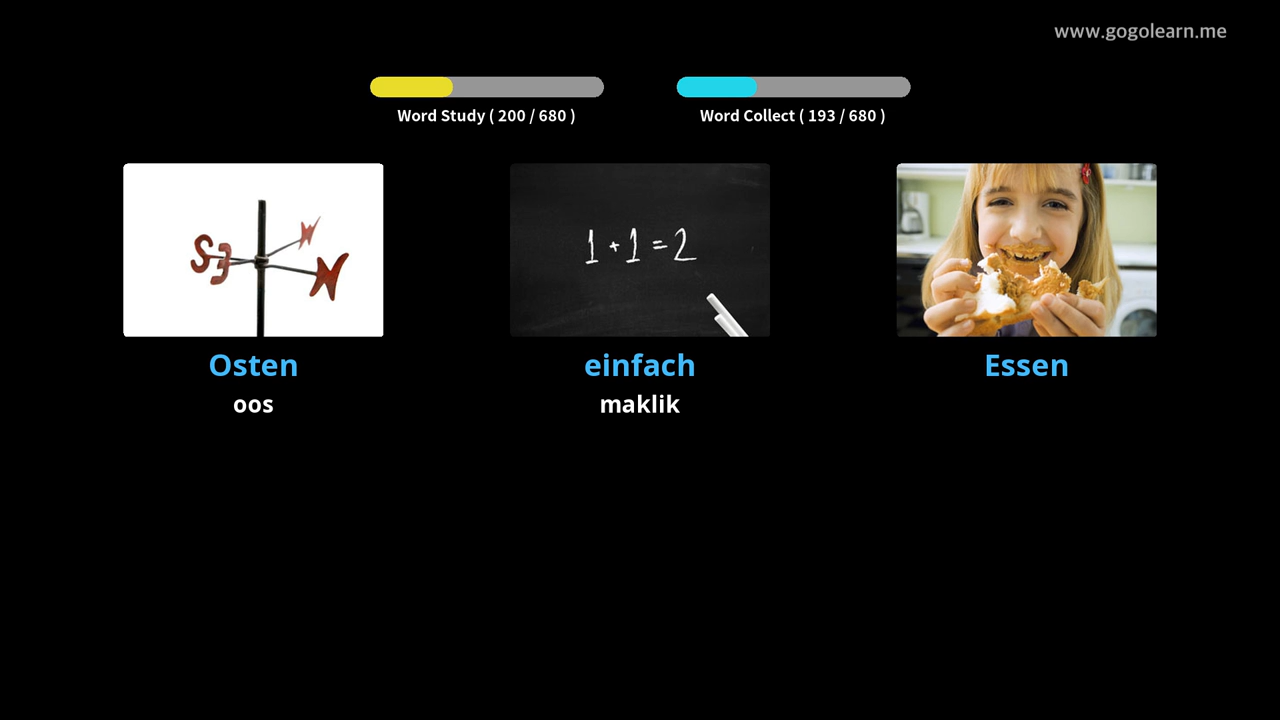 www.gogolearn.me
Word Study ( 200 / 680 )
Word Collect ( 193 / 680 )
S E N W
1 + 1 = 2
Osten
einfach
Essen
oos
maklik